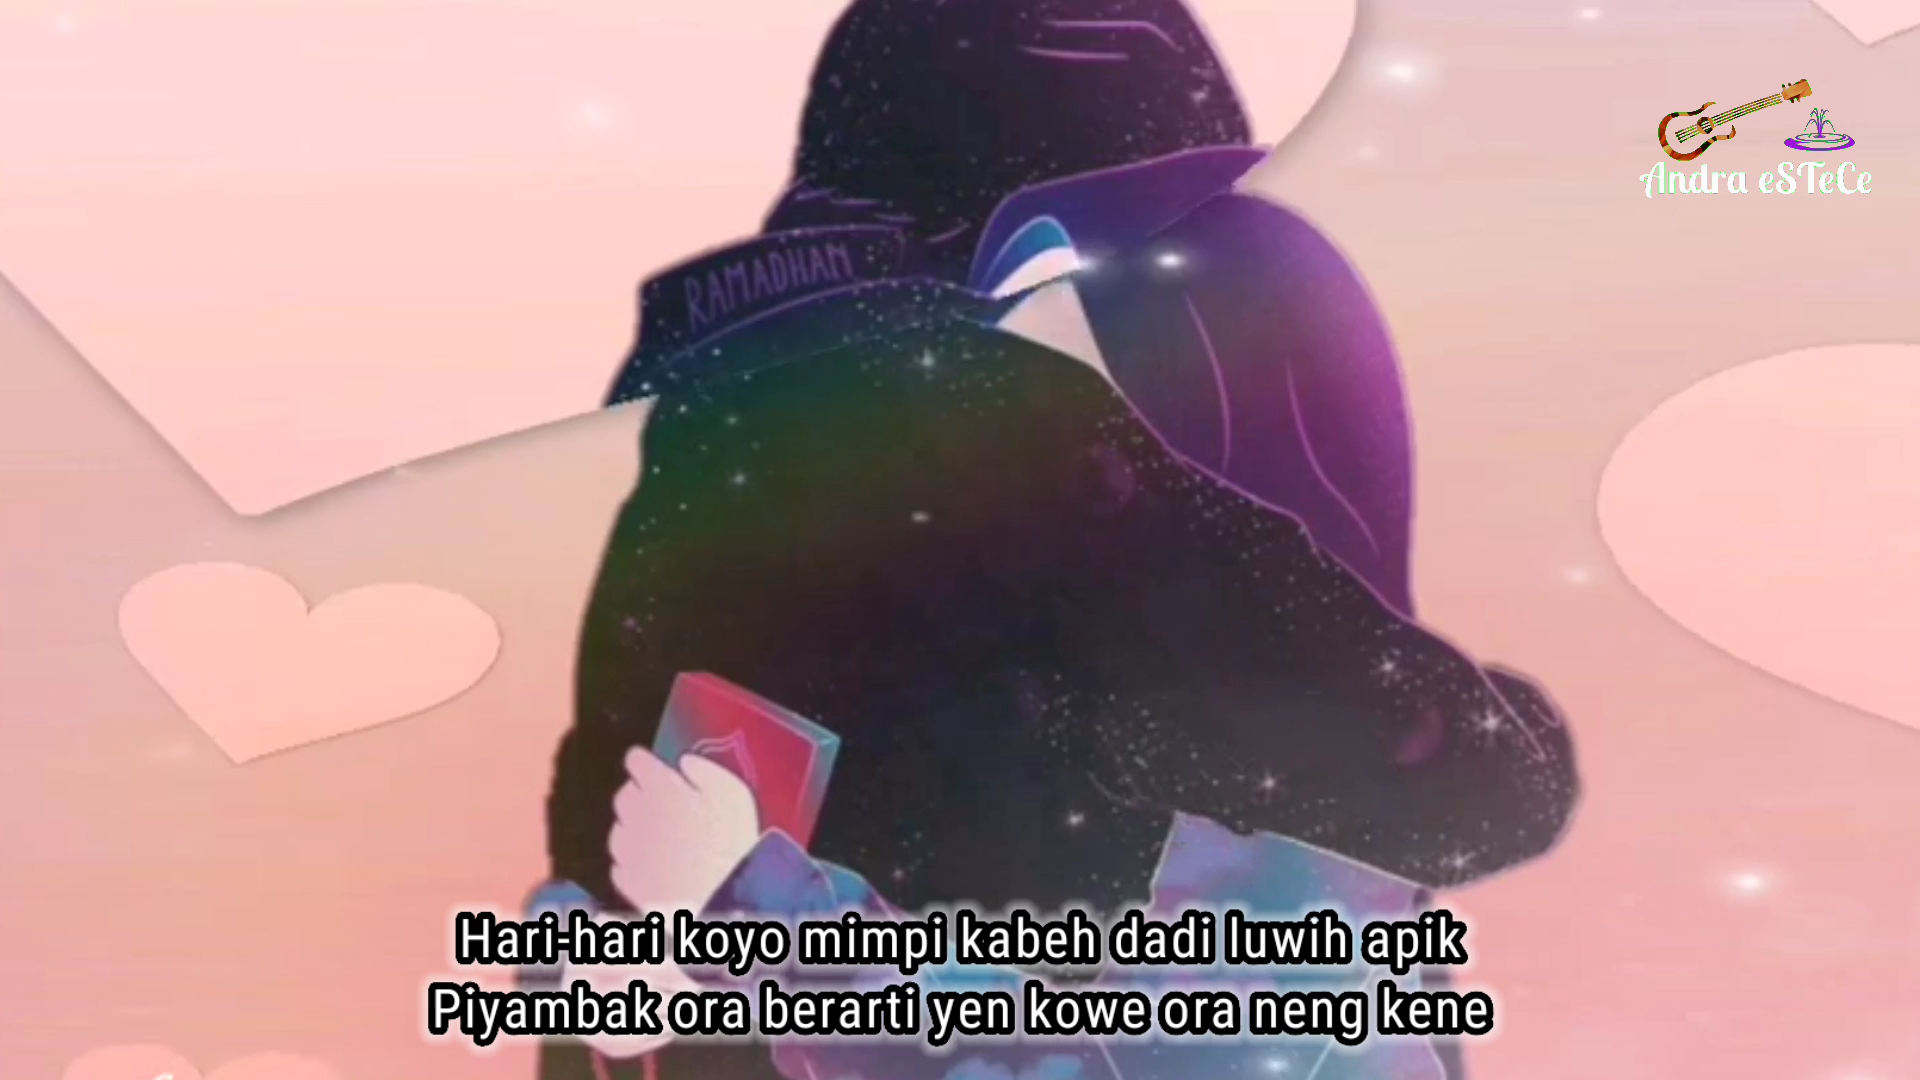 Andra eSTeCe
RAMADHAN
Hari-hari koyo mimpi kabeh dadi luwih apik
Piyambak ora berarti yen kowe ora neng kene